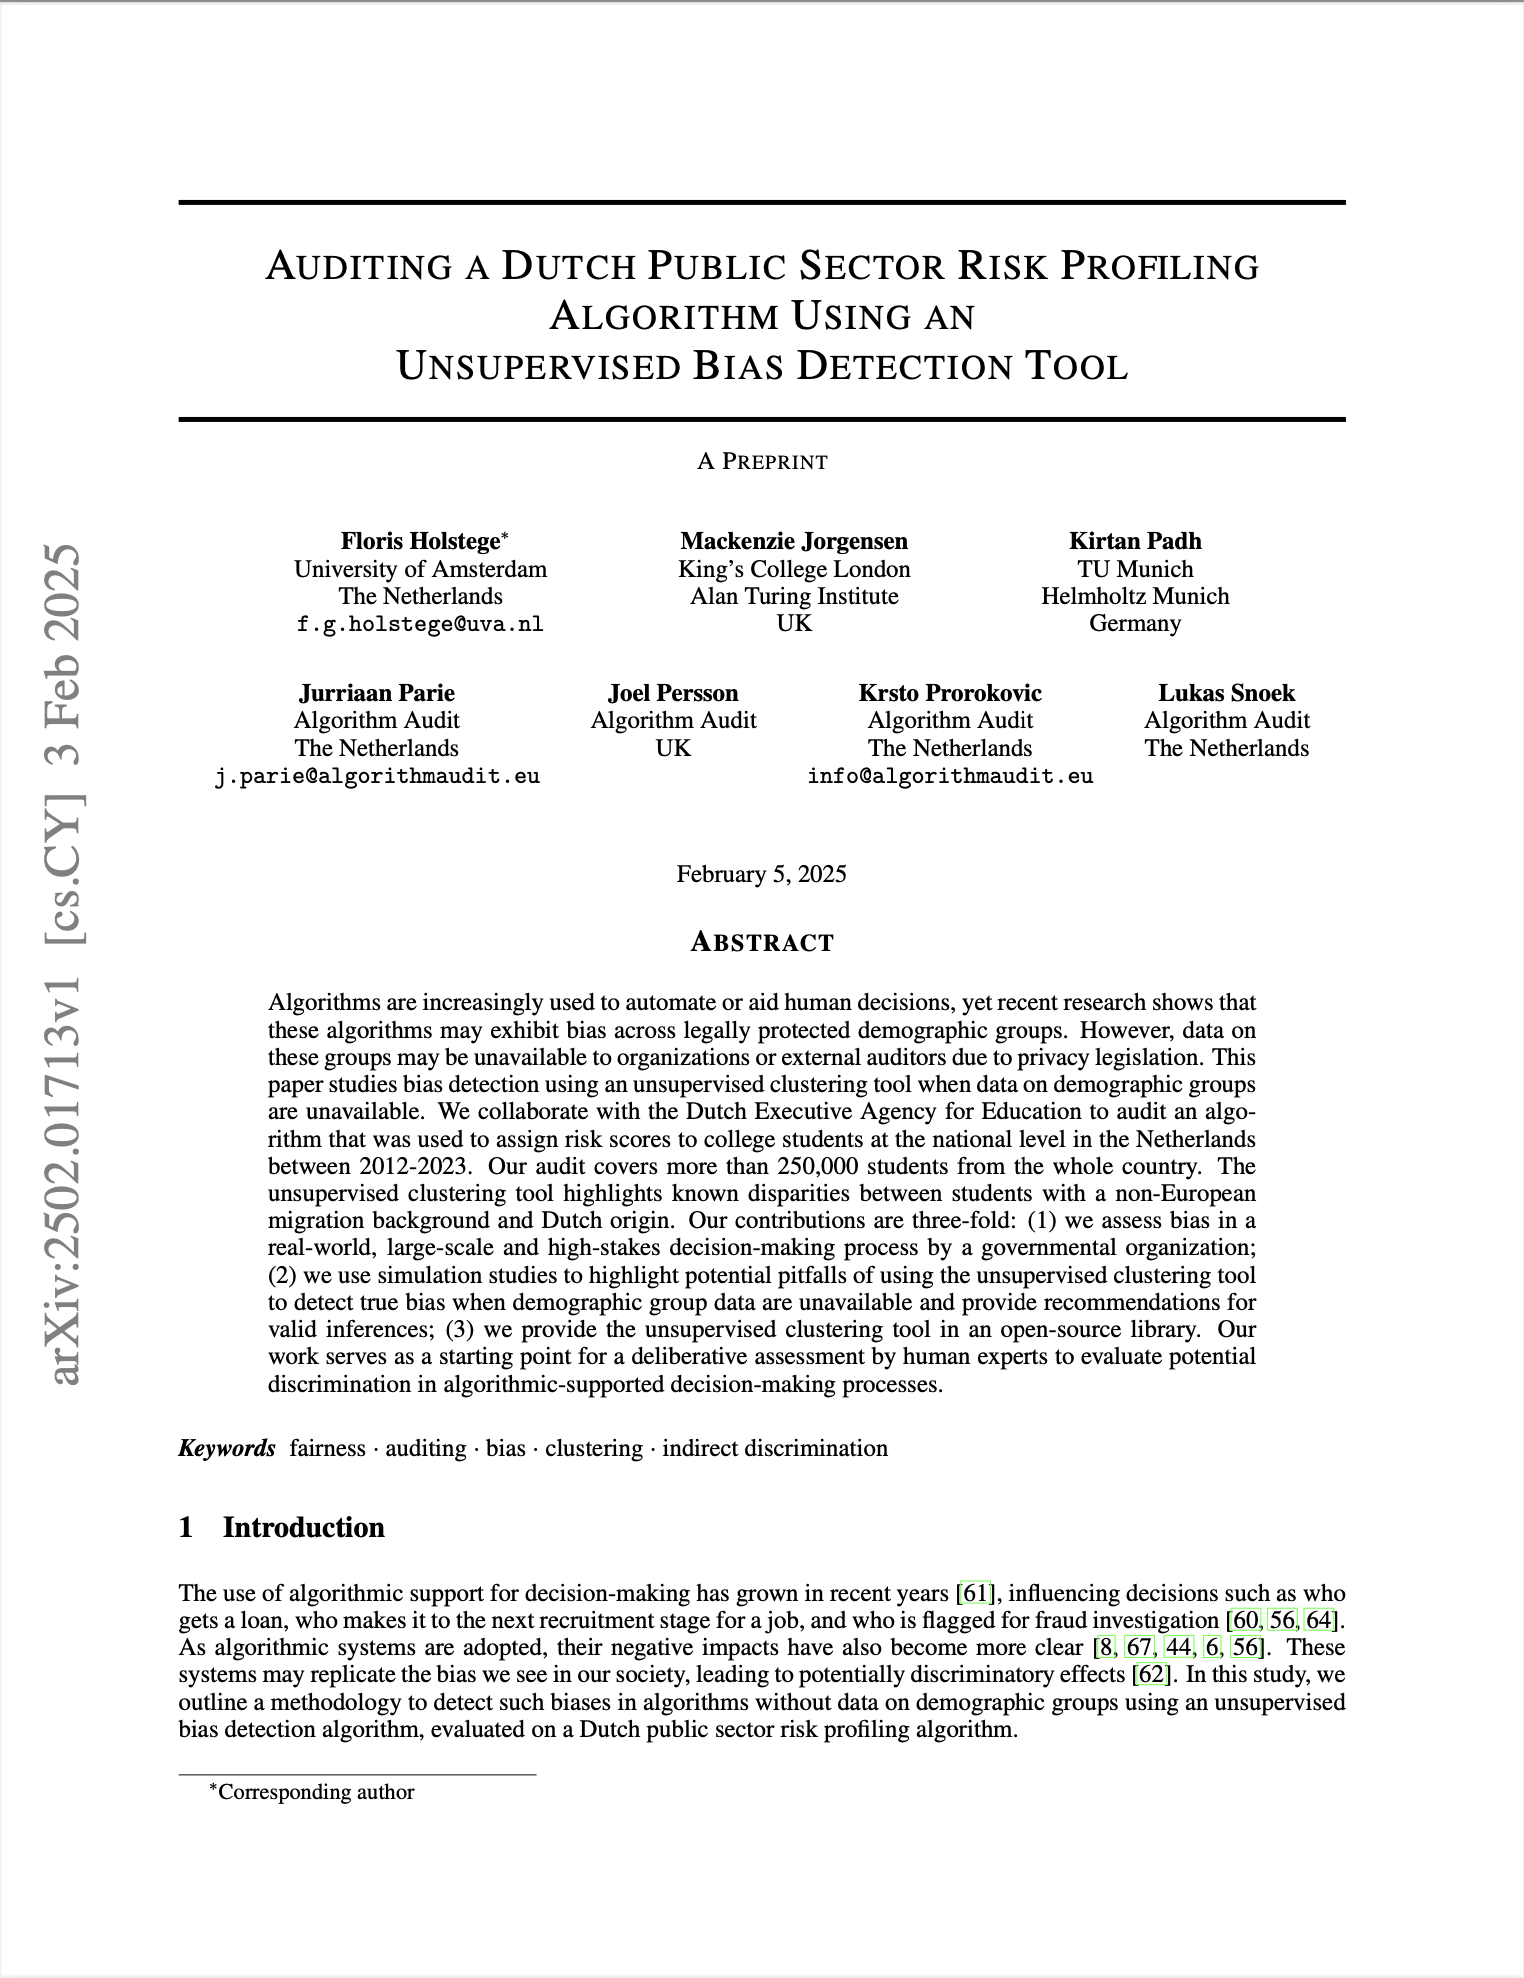 AUDITING A DUTCH PUBLIC SECTOR RISK PROFILING
ALGORITHM USING AN
UNSUPERVISED BIAS DETECTION TOOL
A PREPRINT
Floris Holstege*
University of Amsterdam
The Netherlands
f.g.holstege@uva.nl
Mackenzie Jorgensen
King's College London
Alan Turing Institute
UK
Kirtan Padh
TU Munich
Helmholtz Munich
Germany
Jurriaan Parie
Algorithm Audit
The Netherlands
j.parie@algorithmaudit.eu
Joel Persson
Algorithm Audit
UK
Krsto Prorokovic
Algorithm Audit
The Netherlands
info@algorithmaudit.eu
Lukas Snoek
Algorithm Audit
The Netherlands
arXiv:2502.01713v1 [cs.CY] 3 Feb 2025
February 5, 2025
ABSTRACT
Algorithms are increasingly used to automate or aid human decisions, yet recent research shows that
these algorithms may exhibit bias across legally protected demographic groups. However, data on
these groups may be unavailable to organizations or external auditors due to privacy legislation. This
paper studies bias detection using an unsupervised clustering tool when data on demographic groups
are unavailable. We collaborate with the Dutch Executive Agency for Education to audit an algo-
rithm that was used to assign risk scores to college students at the national level in the Netherlands
between 2012-2023. Our audit covers more than 250,000 students from the whole country. The
unsupervised clustering tool highlights known disparities between students with a non-European
migration background and Dutch origin. Our contributions are three-fold: (1) we assess bias in a
real-world, large-scale and high-stakes decision-making process by a governmental organization;
(2) we use simulation studies to highlight potential pitfalls of using the unsupervised clustering tool
to detect true bias when demographic group data are unavailable and provide recommendations for
valid inferences; (3) we provide the unsupervised clustering tool in an open-source library. Our
work serves as a starting point for a deliberative assessment by human experts to evaluate potential
discrimination in algorithmic-supported decision-making processes.
Keywords fairness · auditing · bias · clustering · indirect discrimination
1 Introduction
The use of algorithmic support for decision-making has grown in recent years [61], influencing decisions such as who
gets a loan, who makes it to the next recruitment stage for a job, and who is flagged for fraud investigation [60, 56, 64].
As algorithmic systems are adopted, their negative impacts have also become more clear [8, 67, 44, 6, 56]. These
systems may replicate the bias we see in our society, leading to potentially discriminatory effects [62]. In this study, we
outline a methodology to detect such biases in algorithms without data on demographic groups using an unsupervised
bias detection algorithm, evaluated on a Dutch public sector risk profiling algorithm.
*Corresponding author